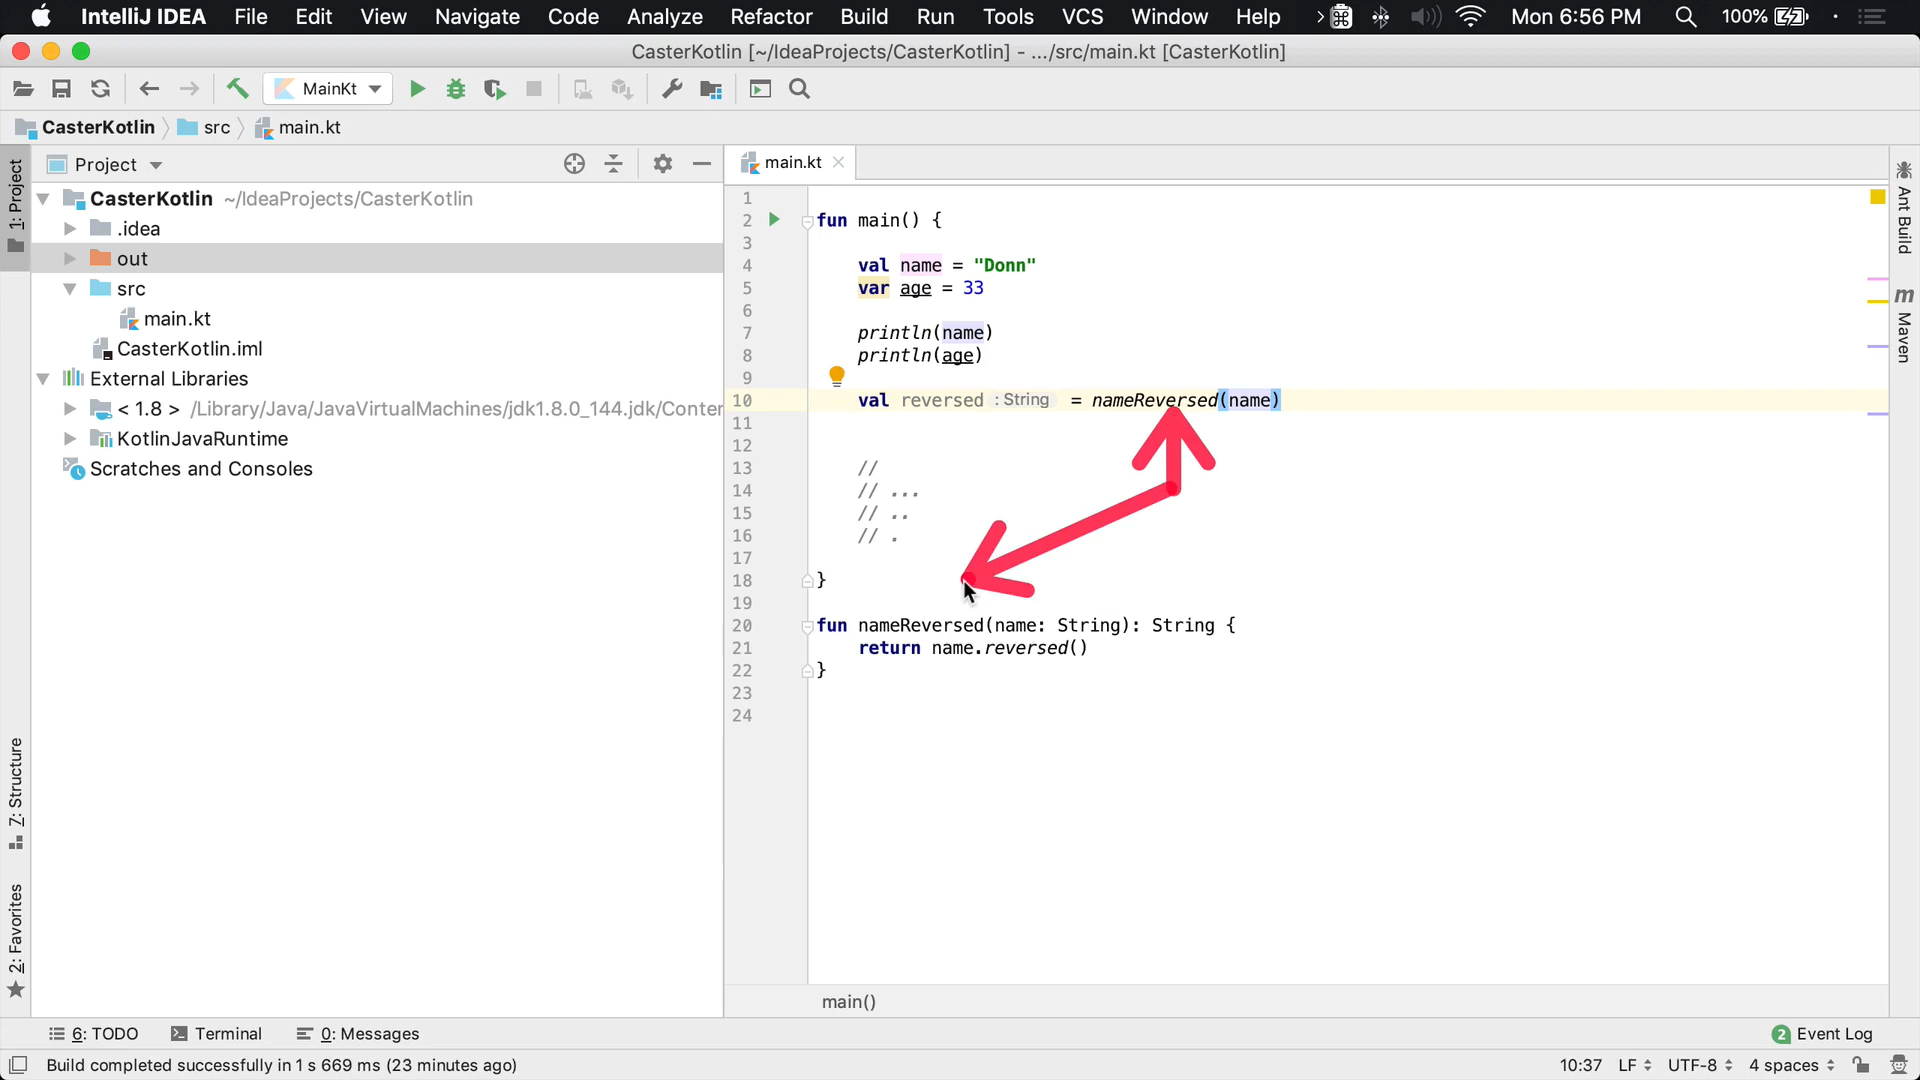 IntelliJ IDEA File Edit View Navigate Code Analyze Refactor Build Run Tools VCS Window Help Mon 6:56 PM 100%
CasterKotlin [~/IdeaProjects/CasterKotlin] - .../src/main.kt [CasterKotlin]
MainKt
CasterKotlin src main.kt
1: Project
Z: Structure
2: Favorites
Project
CasterKotlin ~/IdeaProjects/CasterKotlin
.idea
out
src
main.kt
CasterKotlin.iml
External Libraries
< 1.8 > /Library/Java/JavaVirtualMachines/jdk1.8.0_144.jdk/Conter
KotlinJavaRuntime
Scratches and Consoles
main.kt
1
2 fun main() {
3
4 val name = "Donn"
5 var age = 33
6
7 println(name)
8 println(age)
9
10 val reversed : String = nameReversed(name)
11
12
13 //
14 // ...
15 // ..
16 // .
17
18 }
19
20 fun nameReversed(name: String): String {
21 return name.reversed()
22 }
23
24
main()
Ant Build
m Maven
6: TODO Terminal 0: Messages 2 Event Log
Build completed successfully in 1 s 669 ms (23 minutes ago) 10:37 LF UTF-8 4 spaces